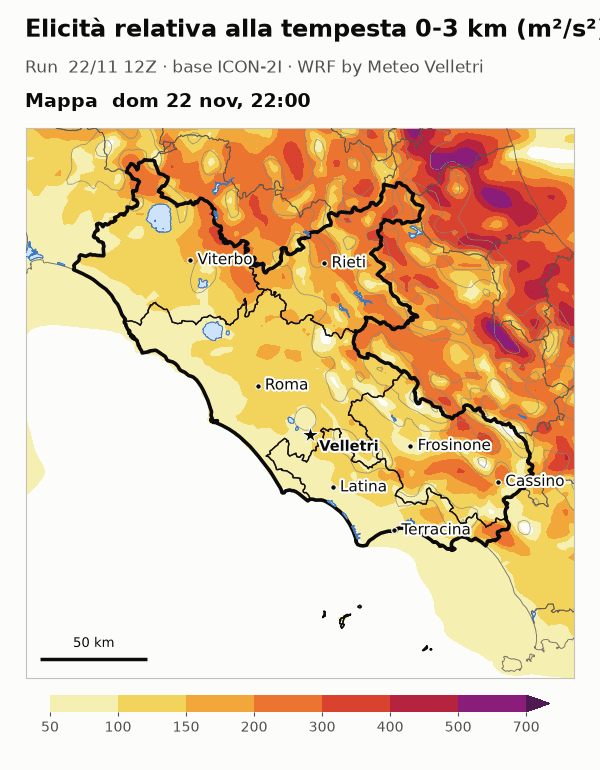 Elicità relativa alla tempesta 0-3 km (m²/s²)
Run 22/11 12Z · base ICON-2I · WRF by Meteo Velletri
Mappa dom 22 nov, 22:00
Viterbo
Rieti
Roma
Velletri
Frosinone
Cassino
Latina
Terracina
50 km
50 100 150 200 300 400 500 700